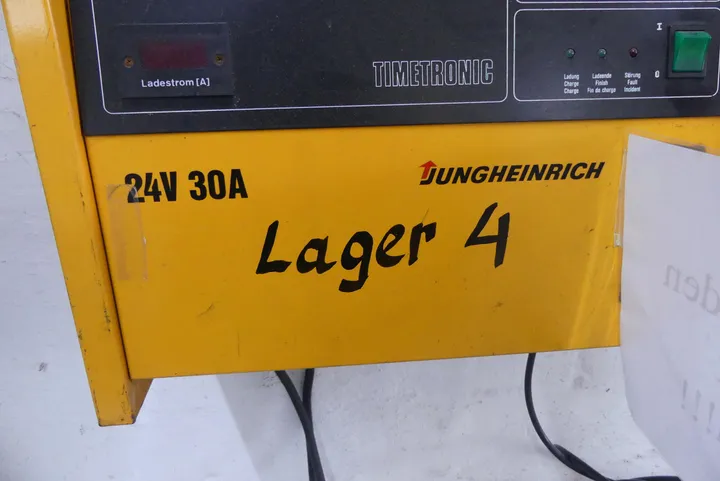 Ladestrom [A]
TIMETRONIC
I
0
Ladung
Charge
Charge
Ladeende
Finish
Fin de charge
Störung
Fault
Incident
24V 30A
JUNGHEINRICH
Lager 4